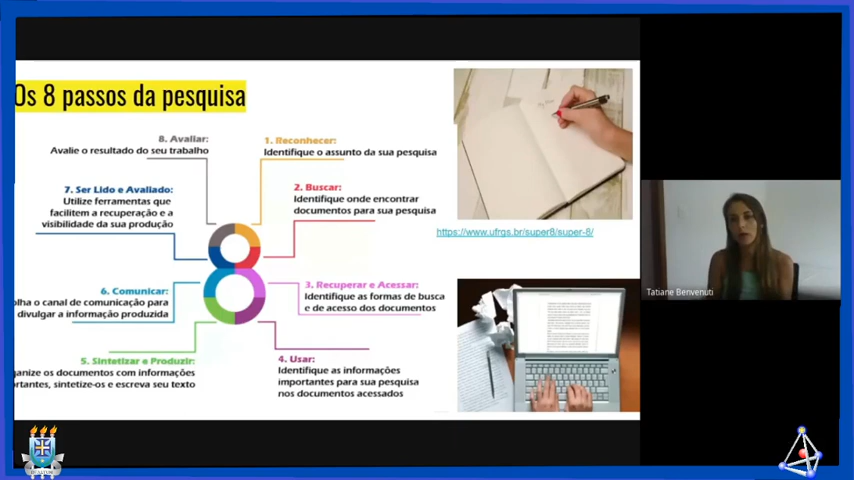 Os 8 passos da pesquisa
8. Avaliar:
Avalie o resultado do seu trabalho
1. Reconhecer:
Identifique o assunto da sua pesquisa
7. Ser Lido e Avaliado:
Utilize ferramentas que
facilitem a recuperação e a
visibilidade da sua produção
2. Buscar:
Identifique onde encontrar
documentos para sua pesquisa
https://www.ufrgs.br/super8/super-8/
6. Comunicar:
olha o canal de comunicação para
divulgar a informação produzida
3. Recuperar e Acessar:
Identifique as formas de busca
e de acesso dos documentos
5. Sintetizar e Produzir:
ganize os documentos com informações
ortantes, sintetize-os e escreva seu texto
4. Usar:
Identifique as informações
importantes para sua pesquisa
nos documentos acessados
Tatiane Benvenuti